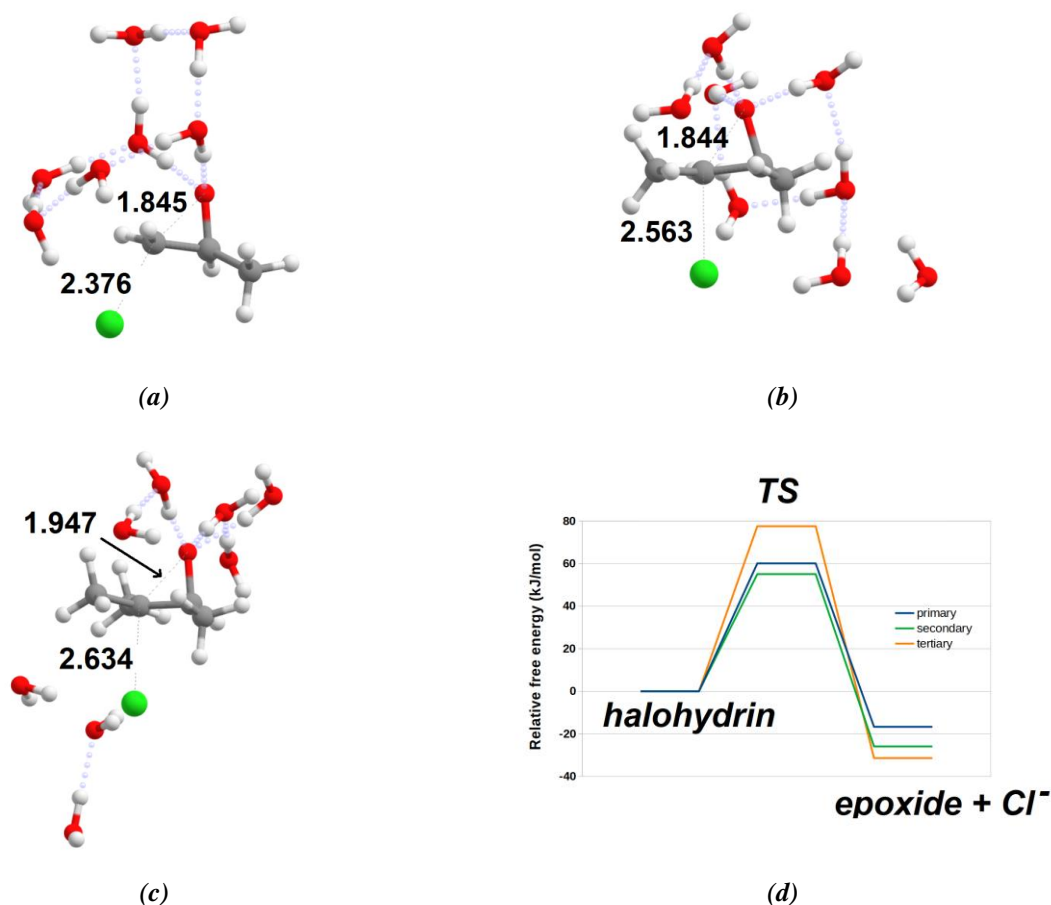 1.845
2.376
(a)
1.844
2.563
(b)
1.947
2.634
(c)
TS
Relative free energy (kJ/mol)
80
60
40
20
0
-20
-40
primary
secondary
tertiary
halohydrin
epoxide + Cl⁻
(d)